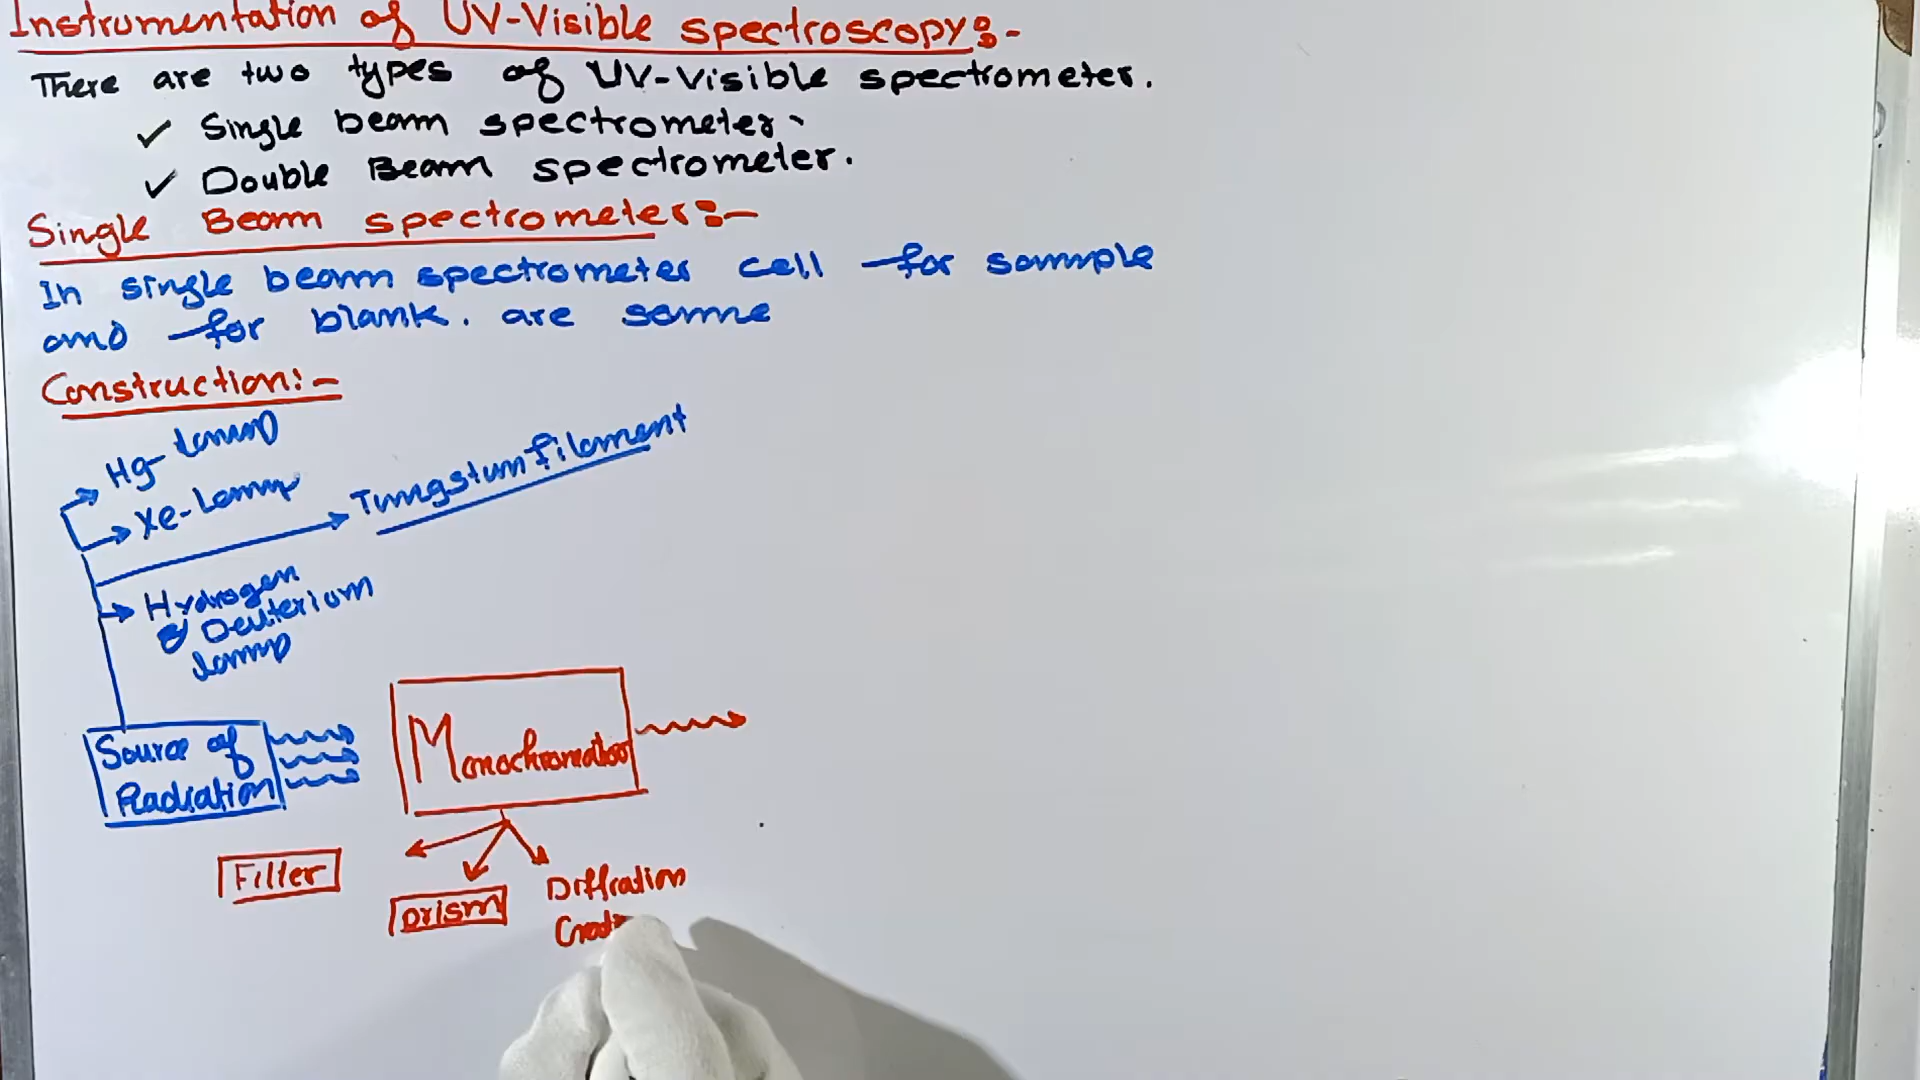 Instrumentation of UV-Visible spectroscopy:-
There are two types of UV-Visible spectrometer.
✓ Single beam spectrometer.
✓ Double Beam spectrometer.
Single Beam spectrometer:-
In single beam spectrometer cell for sample
and for blank. are same
Construction:-
Hg-lamp
Xe-Lamp
Tungstum filament
Hydrogen
& Deuterium
lamp
Source of
Radiation
Monochromator
Filter
prism
Diffration